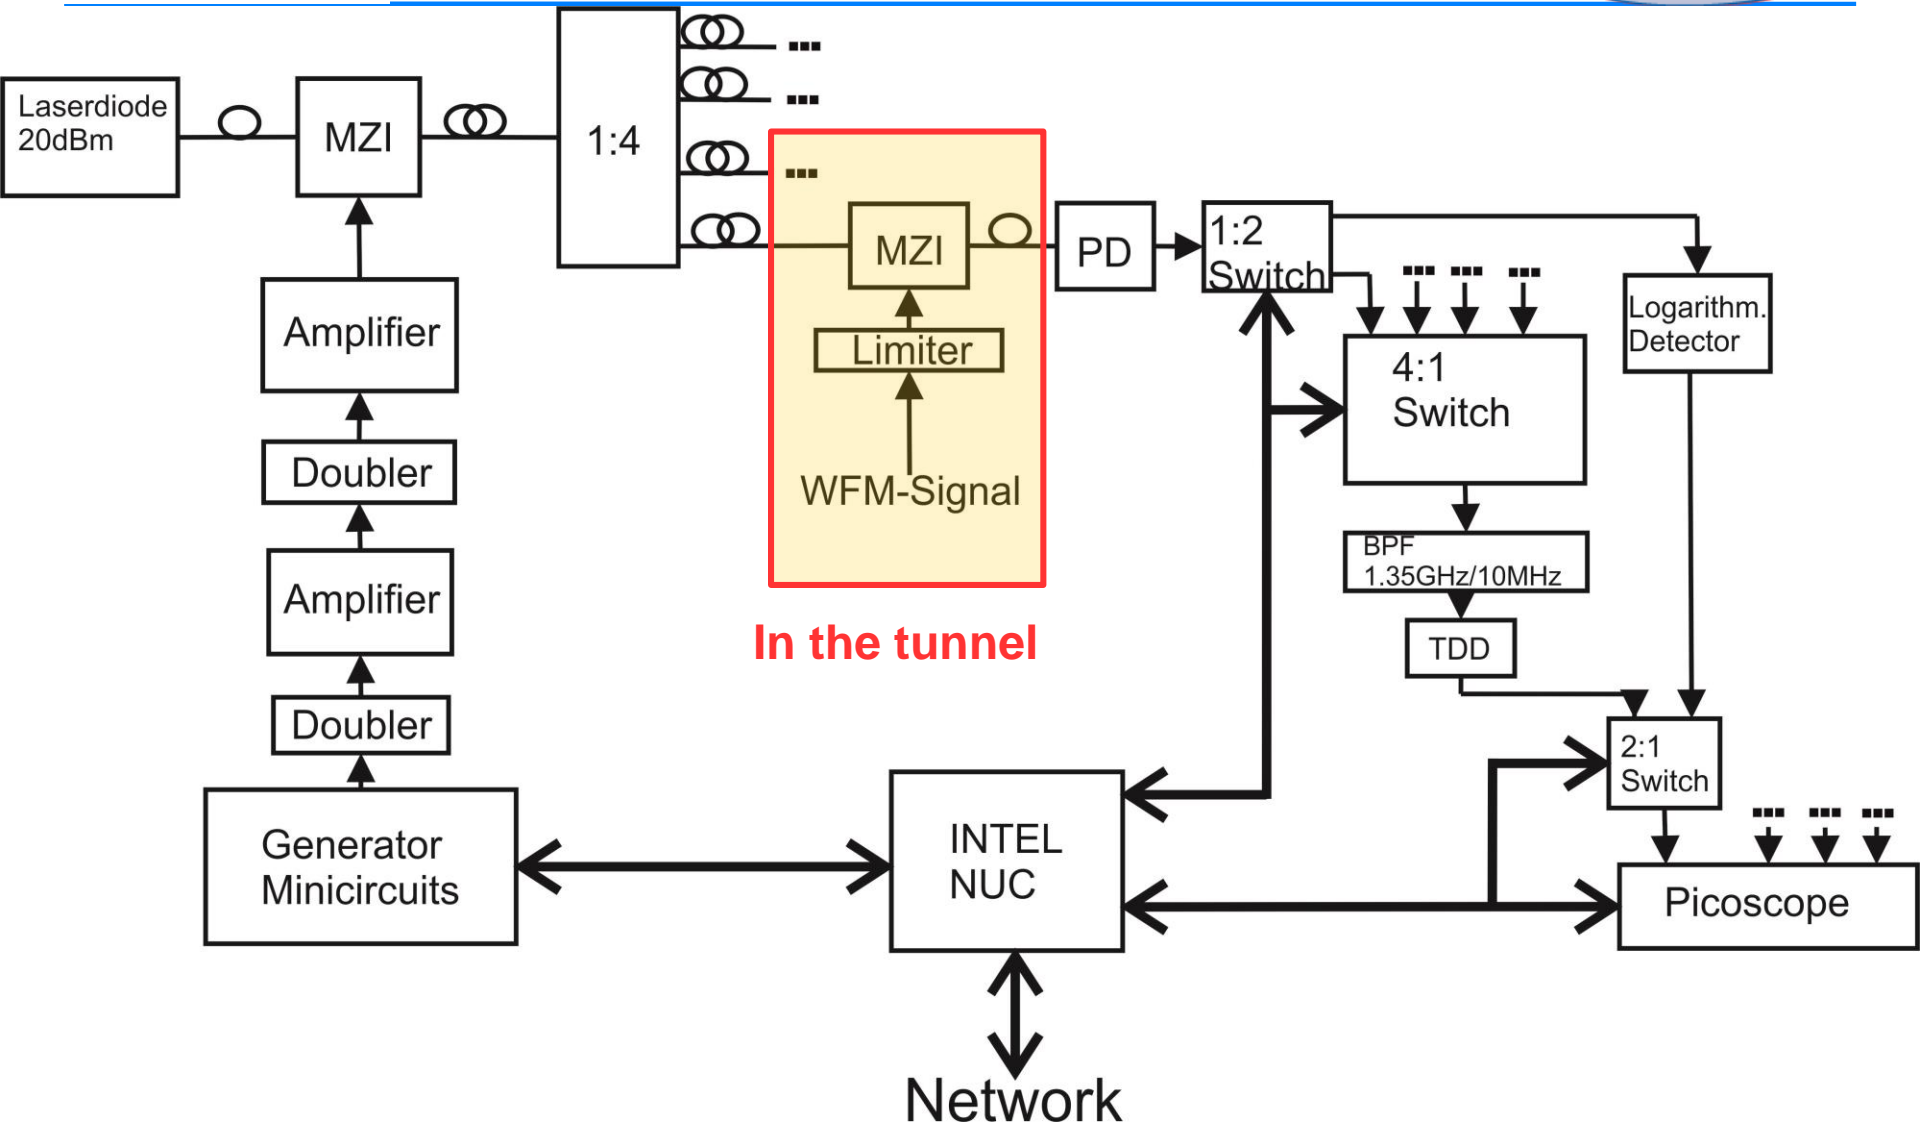 Laserdiode
20dBm
MZI
1:4
MZI
Limiter
WFM-Signal
In the tunnel
PD
1:2
Switch
Logarithm.
Detector
4:1
Switch
BPF
1.35GHz/10MHz
TDD
2:1
Switch
Picoscope
Amplifier
Doubler
Amplifier
Doubler
Generator
Minicircuits
INTEL
NUC
Network